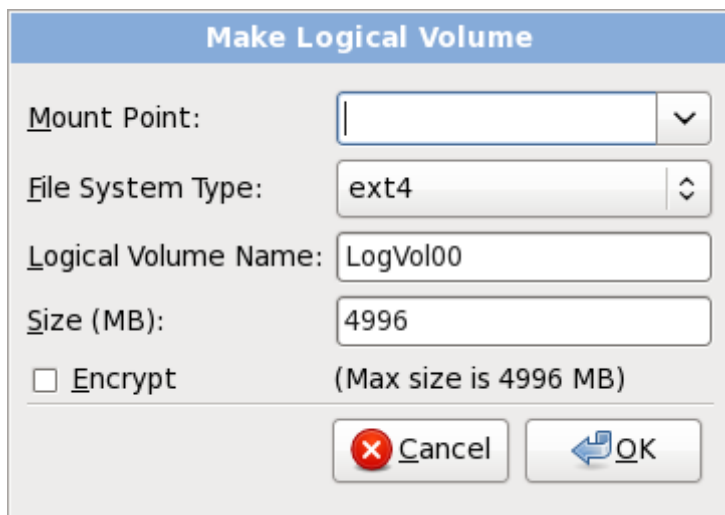 Make Logical Volume
Mount Point:
File System Type: ext4
Logical Volume Name: LogVol00
Size (MB): 4996
Encrypt (Max size is 4996 MB)
Cancel OK